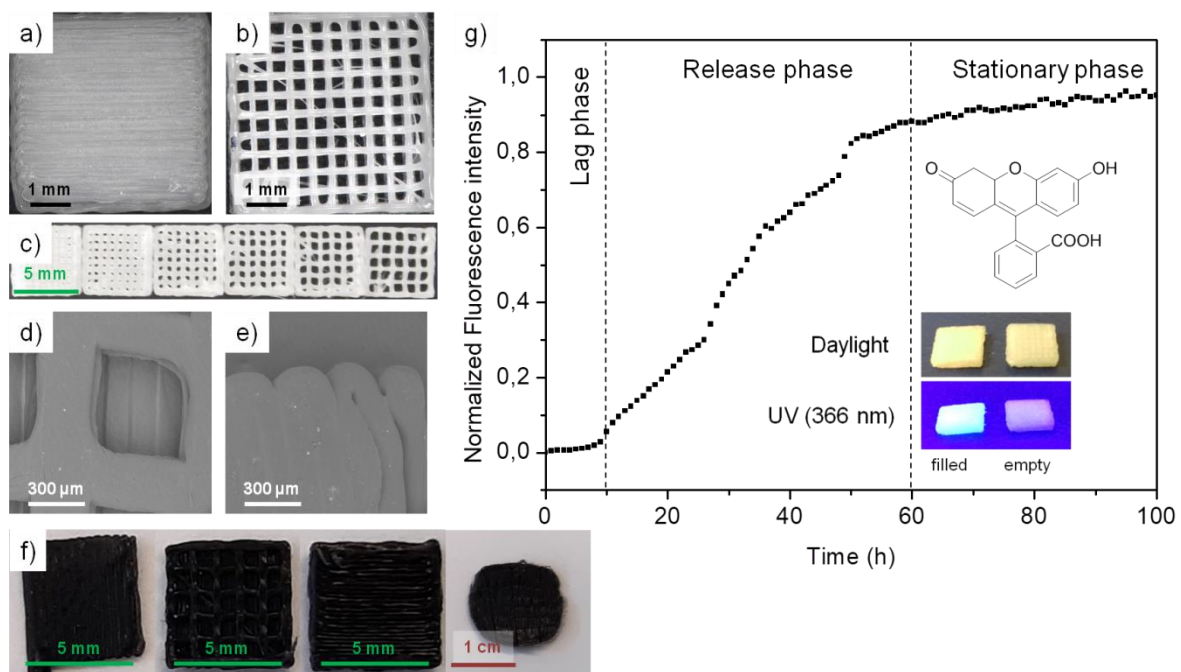 a)
1 mm
b)
1 mm
c)
5 mm
d)
300 µm
e)
300 µm
f)
5 mm
5 mm
5 mm
1 cm
g)
Normalized Fluorescence intensity
1,0
0,8
0,6
0,4
0,2
0,0
Lag phase
Release phase
Stationary phase
O
O
OH
COOH
Daylight
UV (366 nm)
filled
empty
0
20
40
60
80
100
Time (h)